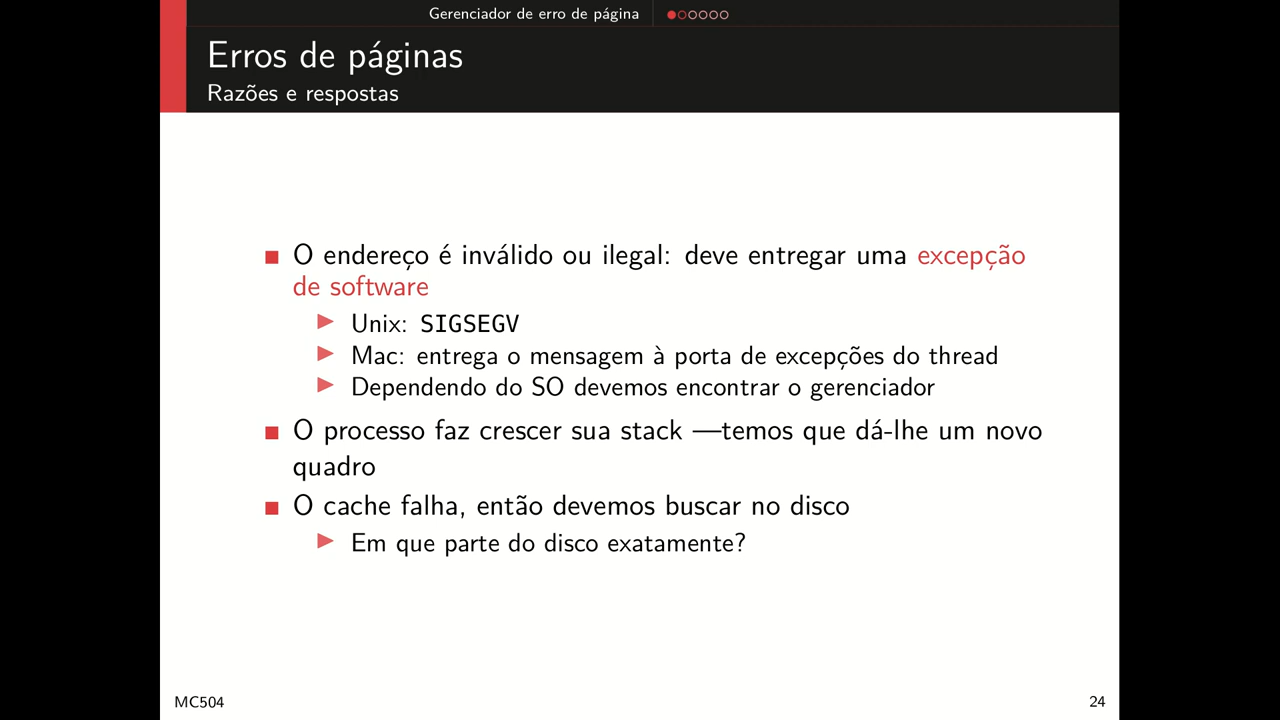 Gerenciador de erro de página
Erros de páginas
Razões e respostas
O endereço é inválido ou ilegal: deve entregar uma excepção
de software
Unix: SIGSEGV
Mac: entrega o mensagem à porta de excepções do thread
Dependendo do SO devemos encontrar o gerenciador
O processo faz crescer sua stack —temos que dá-lhe um novo
quadro
O cache falha, então devemos buscar no disco
Em que parte do disco exatamente?
MC504
24